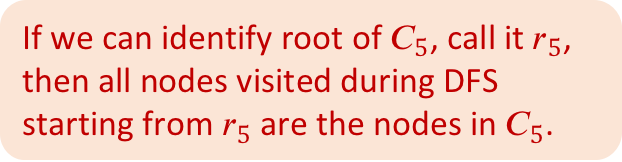 If we can identify root of C₅, call it r₅,
then all nodes visited during DFS
starting from r₅ are the nodes in C₅.